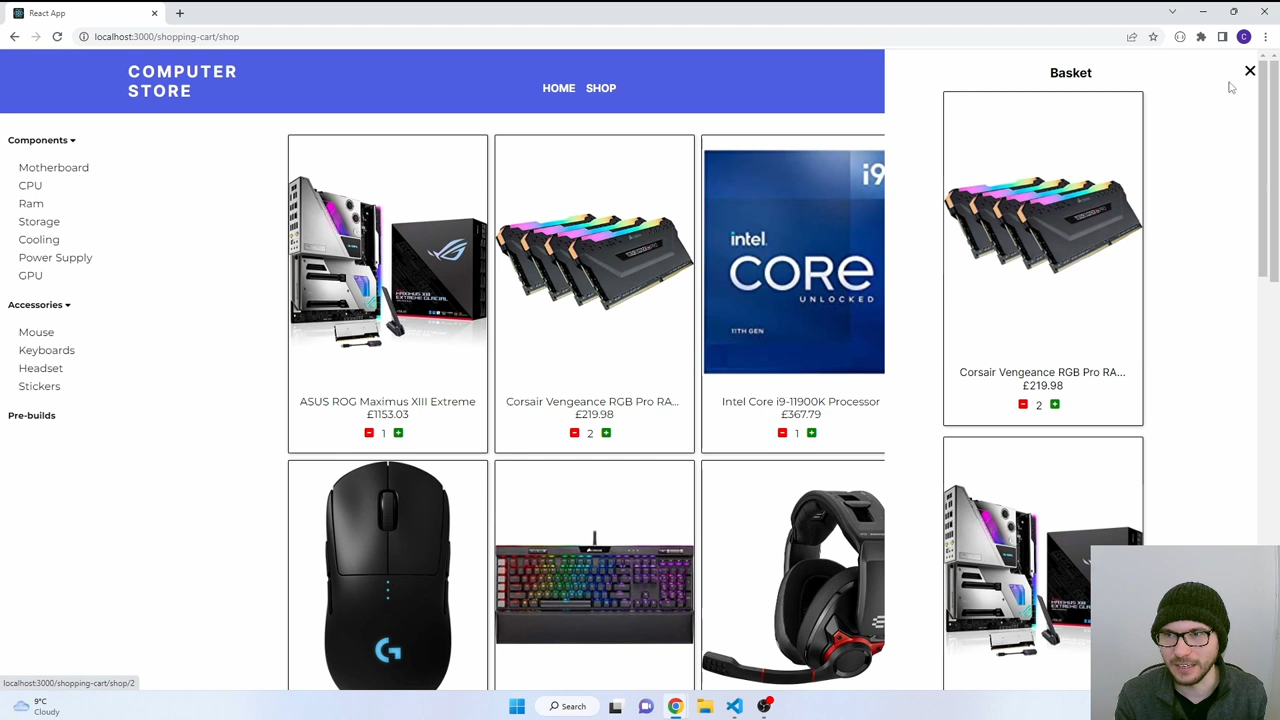 React App
localhost:3000/shopping-cart/shop
C
COMPUTER
STORE
HOME SHOP
Basket
Components
Motherboard
CPU
Ram
Storage
Cooling
Power Supply
GPU
Accessories
Mouse
Keyboards
Headset
Stickers
Pre-builds
ASUS ROG Maximus XIII Extreme
£1153.03
1
Corsair Vengeance RGB Pro RA...
£219.98
2
i9
intel
CORE
UNLOCKED
11TH GEN
Intel Core i9-11900K Processor
£367.79
1
Corsair Vengeance RGB Pro RA...
£219.98
2
localhost:3000/shopping-cart/shop/2
9°C
Cloudy
Search